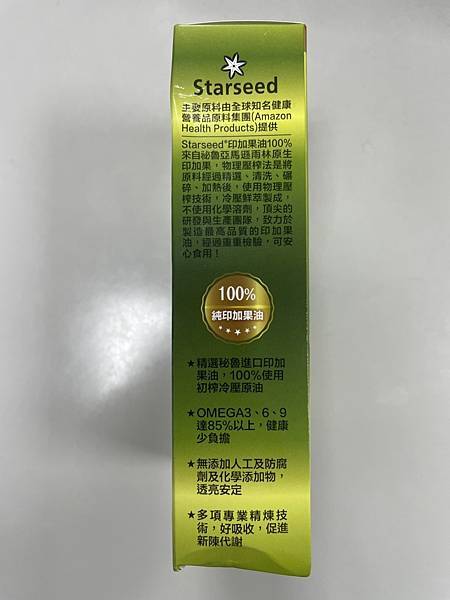 Starseed
主要原料由全球知名健康
營養品原料集團(Amazon
Health Products)提供
Starseed®印加果油100%
來自祕魯亞馬遜雨林原生
印加果，物理壓榨法是將
原料經過精選、清洗、碾
碎、加熱後，使用物理壓
榨技術，冷壓鮮萃製成，
不使用化學溶劑，頂尖的
研發與生產團隊，致力於
製造最高品質的印加果
油，經過重重檢驗，可安
心食用！
100%
純印加果油
★精選秘魯進口印加
果油，100%使用
初榨冷壓原油
★OMEGA3、6、9
達85%以上，健康
少負擔
★無添加人工及防腐
劑及化學添加物，
透亮安定
★多項專業精煉技
術，好吸收，促進
新陳代謝